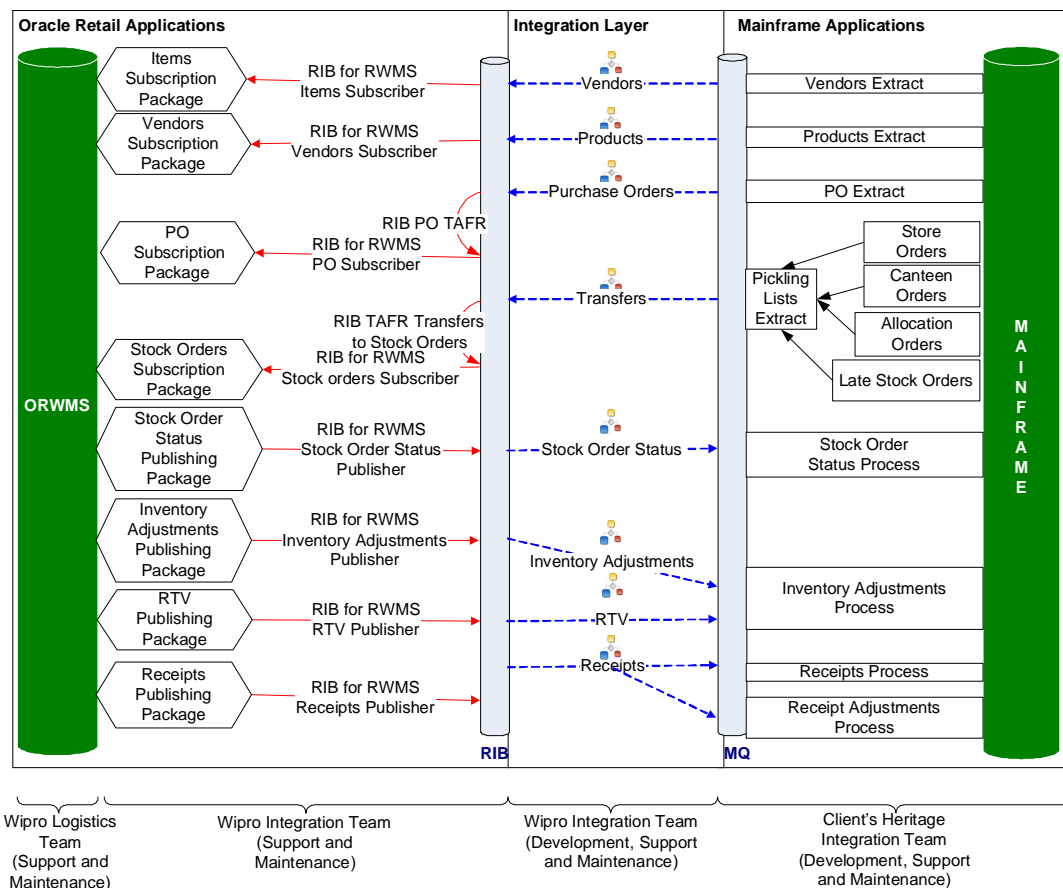 Oracle Retail Applications
Integration Layer
Mainframe Applications
Items
Subscription
Package
RIB for RWMS
Items Subscriber
Vendors
Vendors Extract
Vendors
Subscription
Package
RIB for RWMS
Vendors Subscriber
Products
Products Extract
Purchase Orders
PO Extract
RIB PO TAFR
PO
Subscription
Package
RIB for RWMS
PO Subscriber
Store
Orders
Canteen
Orders
Allocation
Orders
Late Stock Orders
Pickling
Lists
Extract
Transfers
RIB TAFR Transfers
to Stock Orders
Stock Orders
Subscription
Package
RIB for RWMS
Stock orders Subscriber
ORWMS
MAINFRAME
Stock Order
Status
Publishing
Package
RIB for RWMS
Stock Order Status
Publisher
Stock Order Status
Stock Order
Status Process
Inventory
Adjustments
Publishing
Package
RIB for RWMS
Inventory Adjustments
Publisher
Inventory Adjustments
Inventory Adjustments
Process
RTV
Publishing
Package
RIB for RWMS
RTV Publisher
RTV
Receipts
Publishing
Package
RIB for RWMS
Receipts Publisher
Receipts
Receipts Process
Receipt Adjustments
Process
RIB
MQ
Wipro Logistics
Team
(Support and
Maintenance)
Wipro Integration Team
(Support and
Maintenance)
Wipro Integration Team
(Development, Support
and Maintenance)
Client's Heritage
Integration Team
(Development, Support
and Maintenance)